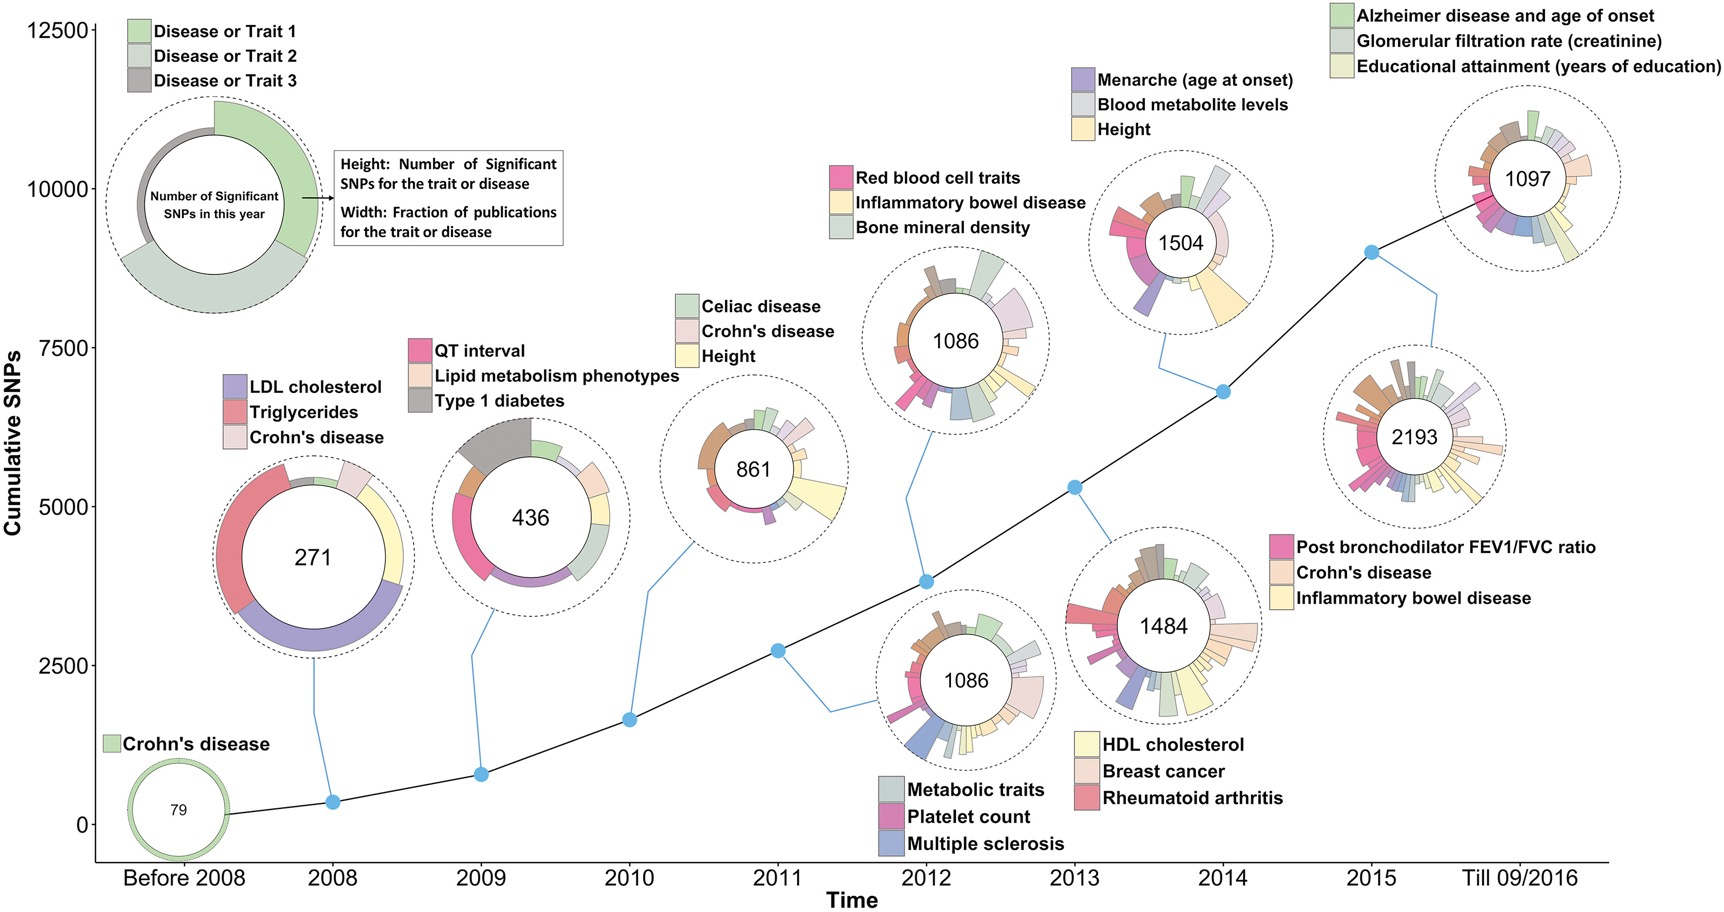 12500
10000
7500
5000
2500
0
Cumulative SNPs
Disease or Trait 1
Disease or Trait 2
Disease or Trait 3
Number of Significant
SNPs in this year
Height: Number of Significant
SNPs for the trait or disease
Width: Fraction of publications
for the trait or disease
Crohn's disease
79
LDL cholesterol
Triglycerides
Crohn's disease
271
QT interval
Lipid metabolism phenotypes
Type 1 diabetes
436
Celiac disease
Crohn's disease
Height
861
Red blood cell traits
Inflammatory bowel disease
Bone mineral density
1086
1086
Metabolic traits
Platelet count
Multiple sclerosis
Menarche (age at onset)
Blood metabolite levels
Height
1504
1484
HDL cholesterol
Breast cancer
Rheumatoid arthritis
Alzheimer disease and age of onset
Glomerular filtration rate (creatinine)
Educational attainment (years of education)
1097
2193
Post bronchodilator FEV1/FVC ratio
Crohn's disease
Inflammatory bowel disease
Before 2008
2008
2009
2010
2011
2012
2013
2014
2015
Till 09/2016
Time